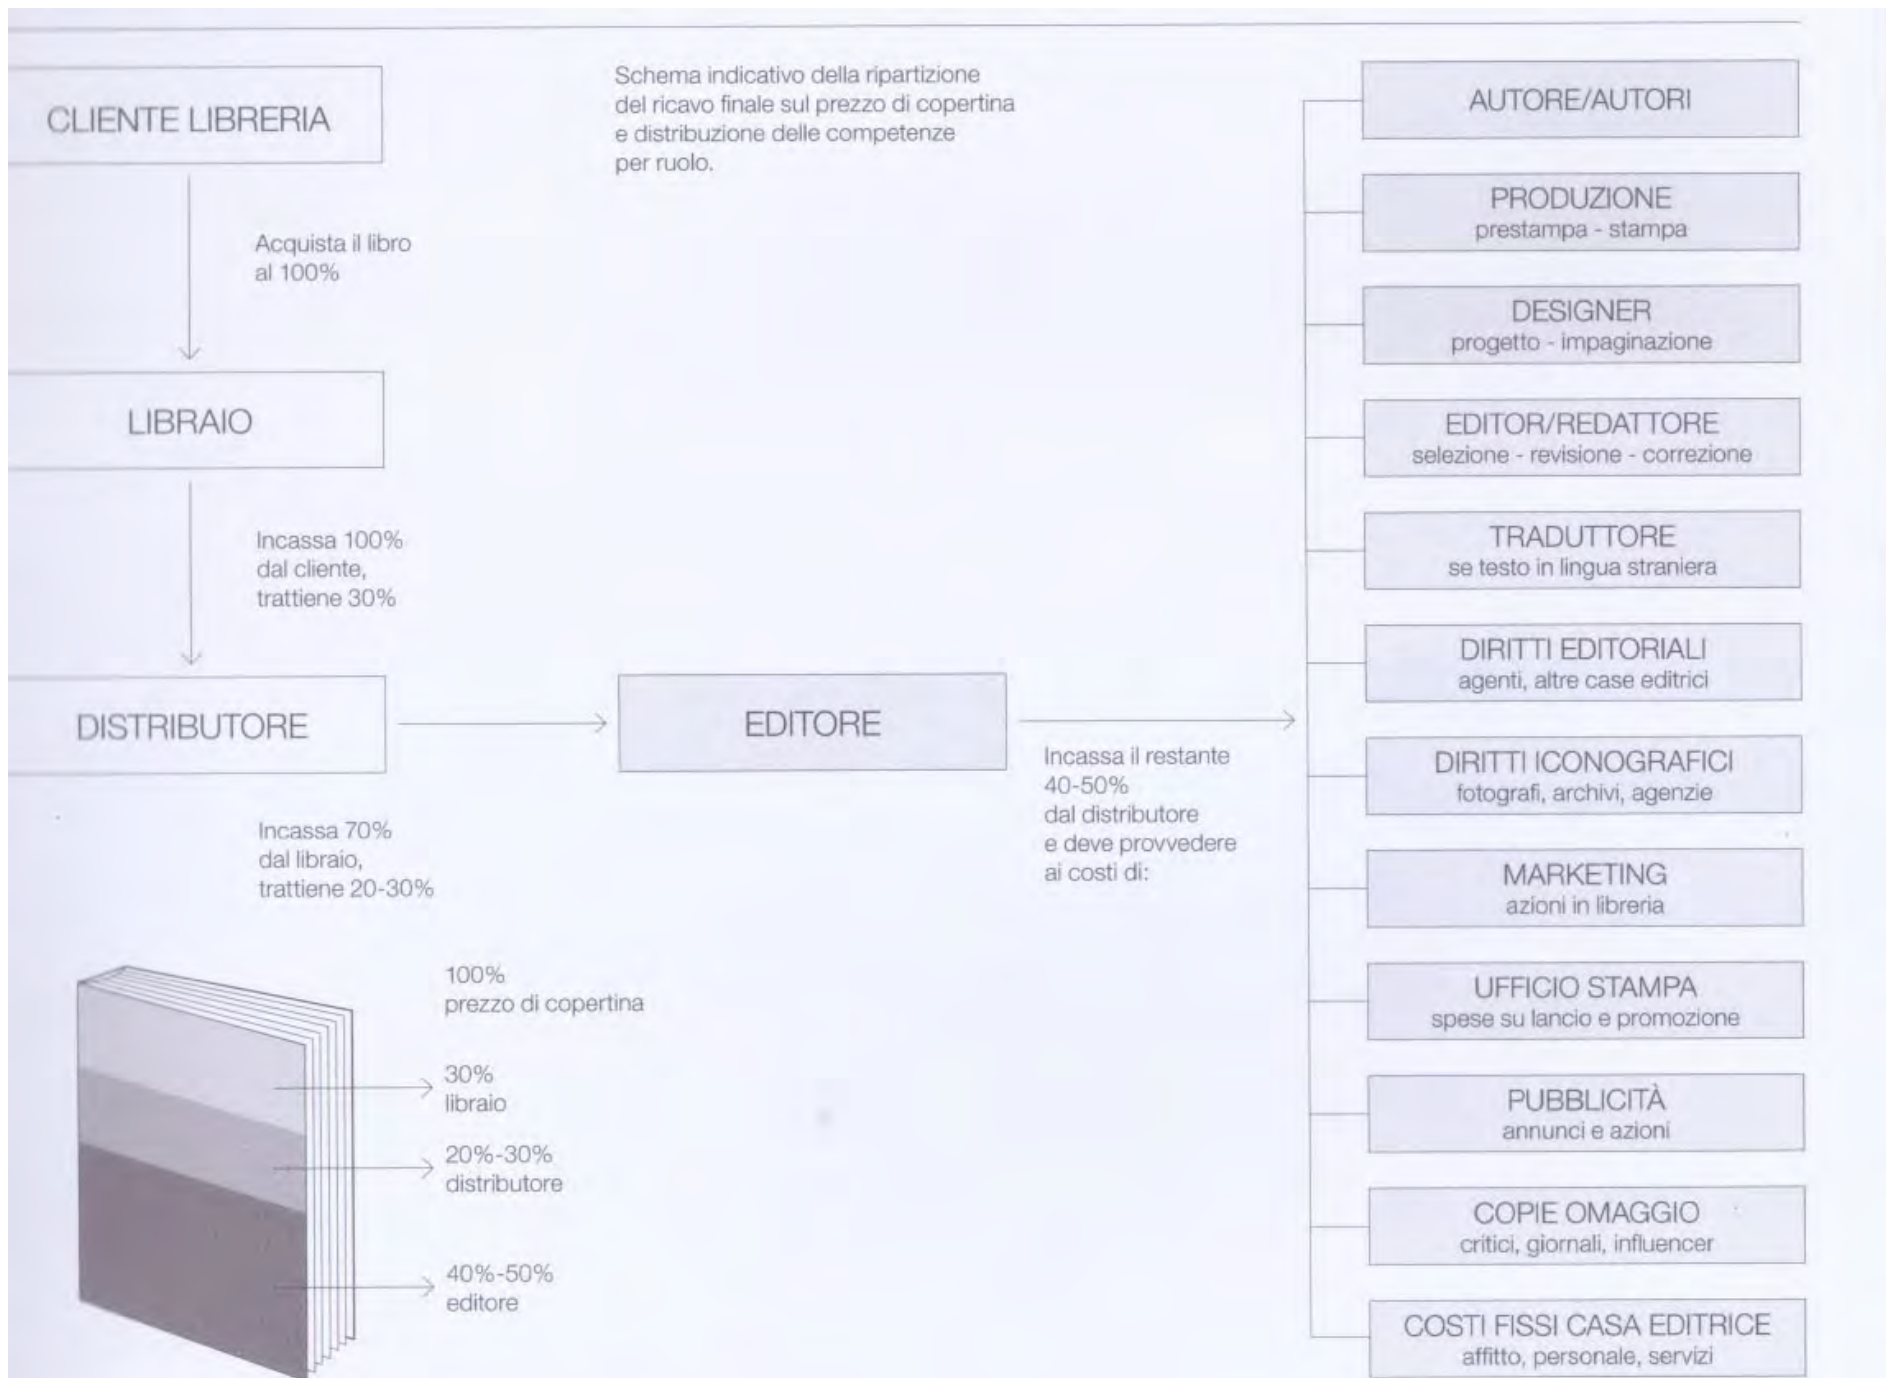 CLIENTE LIBRERIA
Acquista il libro
al 100%
LIBRAIO
Incassa 100%
dal cliente,
trattiene 30%
DISTRIBUTORE
Incassa 70%
dal libraio,
trattiene 20-30%
Schema indicativo della ripartizione
del ricavo finale sul prezzo di copertina
e distribuzione delle competenze
per ruolo.
EDITORE
Incassa il restante
40-50%
dal distributore
e deve provvedere
ai costi di:
AUTORE/AUTORI
PRODUZIONE
prestampa - stampa
DESIGNER
progetto - impaginazione
EDITOR/REDATTORE
selezione - revisione - correzione
TRADUTTORE
se testo in lingua straniera
DIRITTI EDITORIALI
agenti, altre case editrici
DIRITTI ICONOGRAFICI
fotografi, archivi, agenzie
MARKETING
azioni in libreria
UFFICIO STAMPA
spese su lancio e promozione
PUBBLICITÀ
annunci e azioni
COPIE OMAGGIO
critici, giornali, influencer
COSTI FISSI CASA EDITRICE
affitto, personale, servizi
100%
prezzo di copertina
30%
libraio
20%-30%
distributore
40%-50%
editore